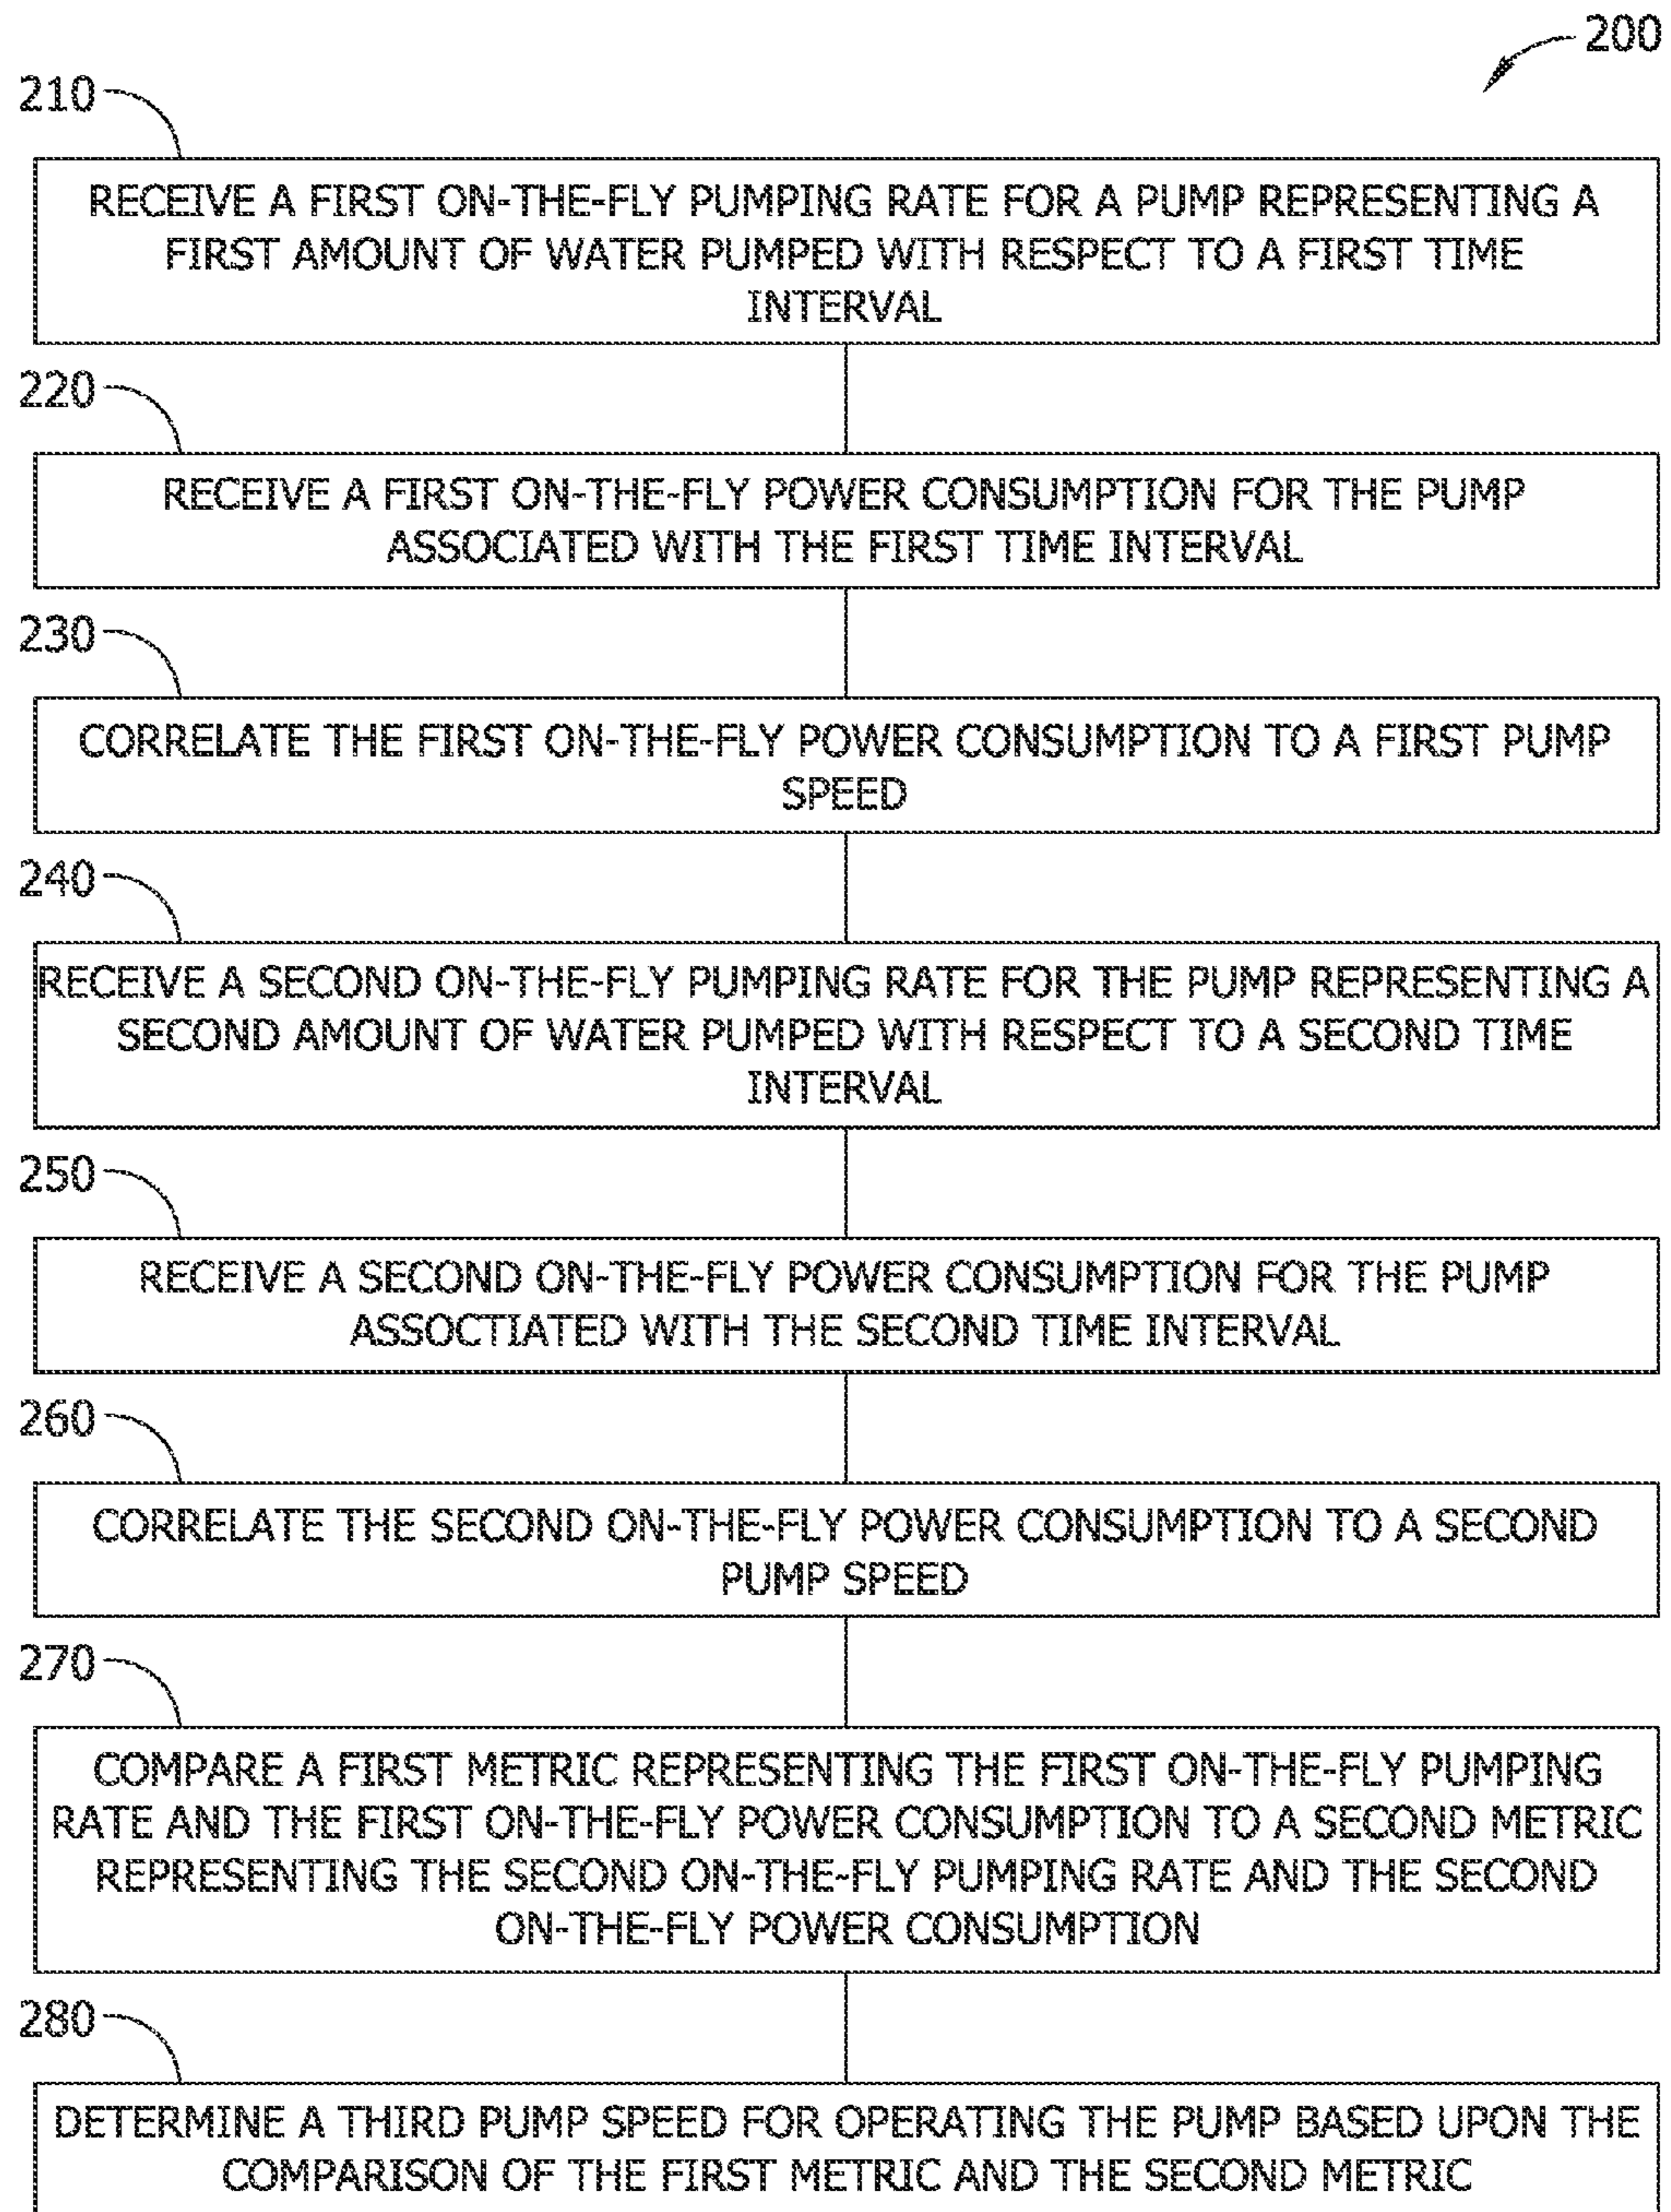 200
210
RECEIVE A FIRST ON-THE-FLY PUMPING RATE FOR A PUMP REPRESENTING A
FIRST AMOUNT OF WATER PUMPED WITH RESPECT TO A FIRST TIME
INTERVAL
220
RECEIVE A FIRST ON-THE-FLY POWER CONSUMPTION FOR THE PUMP
ASSOCIATED WITH THE FIRST TIME INTERVAL
230
CORRELATE THE FIRST ON-THE-FLY POWER CONSUMPTION TO A FIRST PUMP
SPEED
240
RECEIVE A SECOND ON-THE-FLY PUMPING RATE FOR THE PUMP REPRESENTING A
SECOND AMOUNT OF WATER PUMPED WITH RESPECT TO A SECOND TIME
INTERVAL
250
RECEIVE A SECOND ON-THE-FLY POWER CONSUMPTION FOR THE PUMP
ASSOCTIATED WITH THE SECOND TIME INTERVAL
260
CORRELATE THE SECOND ON-THE-FLY POWER CONSUMPTION TO A SECOND
PUMP SPEED
270
COMPARE A FIRST METRIC REPRESENTING THE FIRST ON-THE-FLY PUMPING
RATE AND THE FIRST ON-THE-FLY POWER CONSUMPTION TO A SECOND METRIC
REPRESENTING THE SECOND ON-THE-FLY PUMPING RATE AND THE SECOND
ON-THE-FLY POWER CONSUMPTION
280
DETERMINE A THIRD PUMP SPEED FOR OPERATING THE PUMP BASED UPON THE
COMPARISON OF THE FIRST METRIC AND THE SECOND METRIC